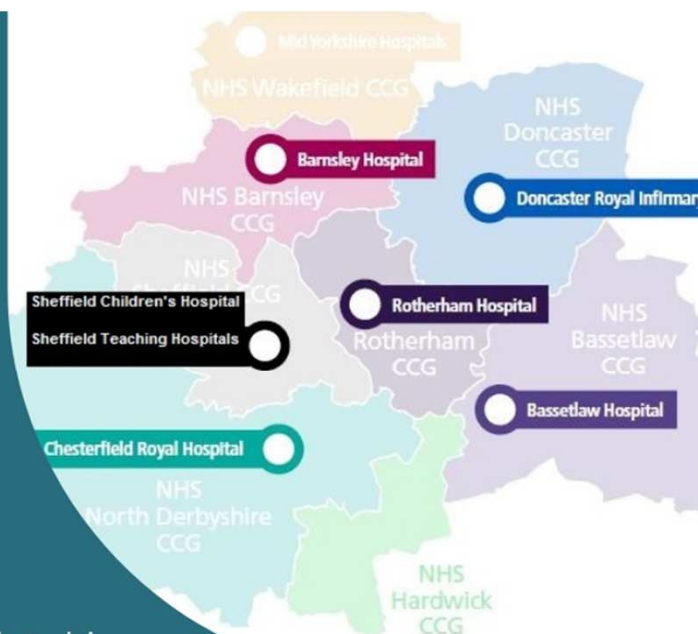 Mid Yorkshire Hospitals
NHS Wakefield CCG
NHS
Doncaster
CCG
Barnsley Hospital
NHS Barnsley
CCG
Doncaster Royal Infirmary
NHS
Sheffield CCG
Sheffield Children's Hospital
Sheffield Teaching Hospitals
Rotherham Hospital
Rotherham
CCG
NHS
Bassetlaw
CCG
Bassetlaw Hospital
Chesterfield Royal Hospital
NHS
North Derbyshire
CCG
NHS
Hardwick
CCG